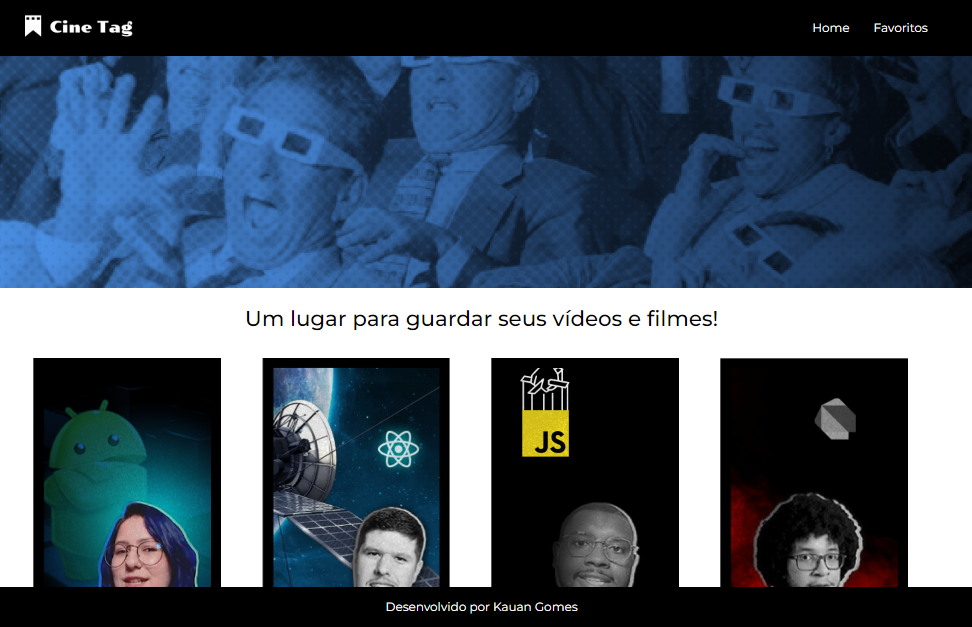 Cine Tag
Home Favoritos
Um lugar para guardar seus vídeos e filmes!
JS
Desenvolvido por Kauan Gomes